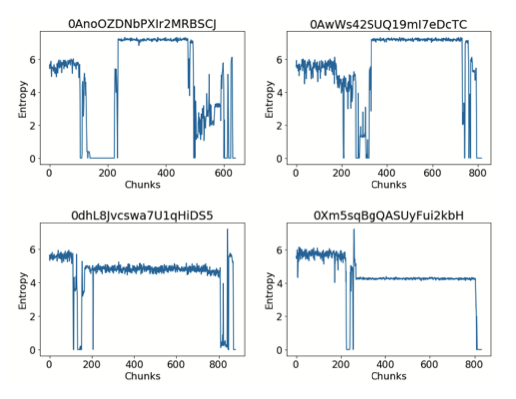 0AnoOZDNbPXIr2MRBSCJ
6
4
2
0
Entropy
0 200 400 600
Chunks
0AwWs42SUQ19mI7eDcTC
6
4
2
0
Entropy
0 200 400 600 800
Chunks
0dhL8Jvcswa7U1qHiDS5
6
4
2
0
Entropy
0 200 400 600 800
Chunks
0Xm5sqBgQASUyFui2kbH
6
4
2
0
Entropy
0 200 400 600 800
Chunks